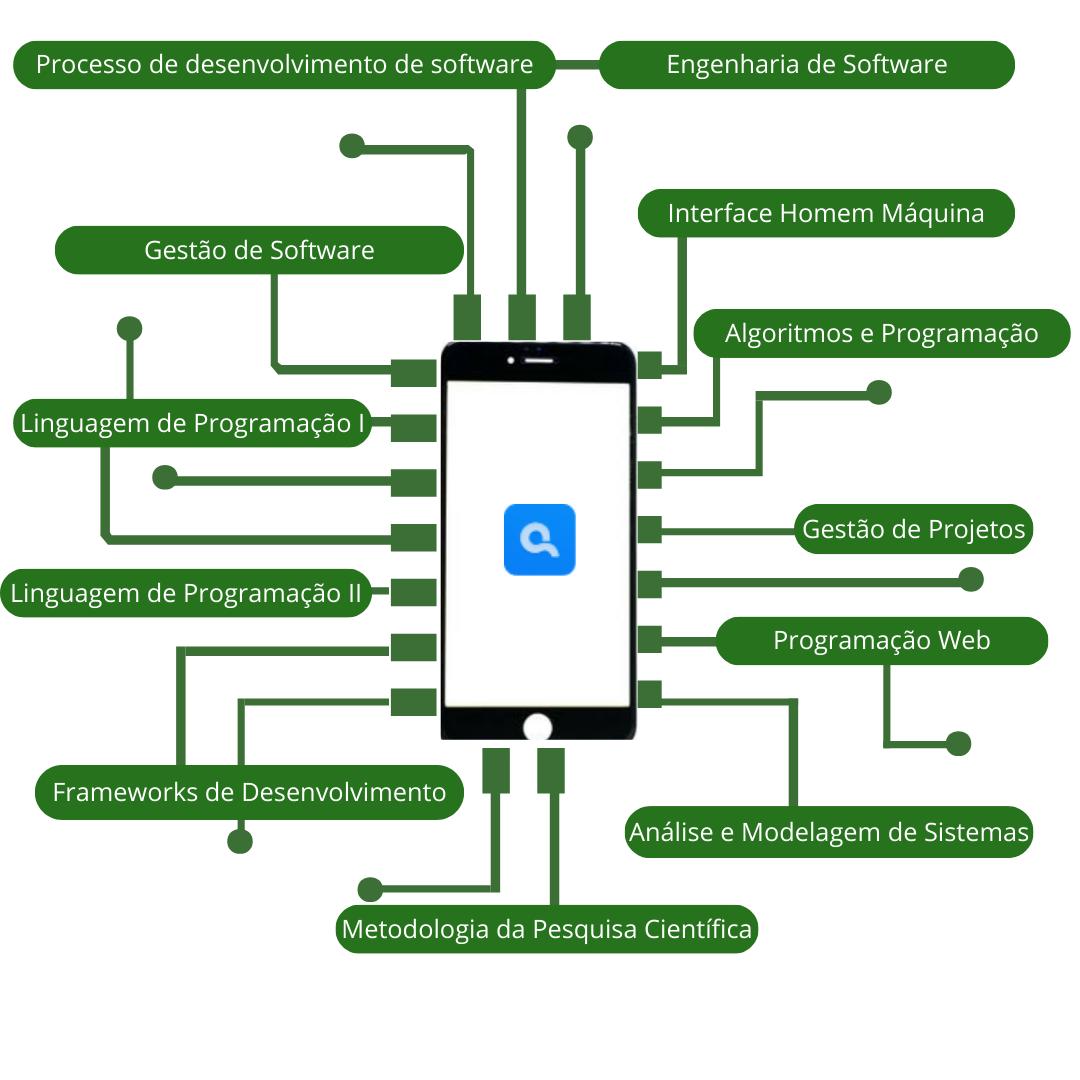 Processo de desenvolvimento de software
Engenharia de Software
Interface Homem Máquina
Gestão de Software
Algoritmos e Programação
Linguagem de Programação I
Gestão de Projetos
Linguagem de Programação II
Programação Web
Frameworks de Desenvolvimento
Análise e Modelagem de Sistemas
Metodologia da Pesquisa Científica